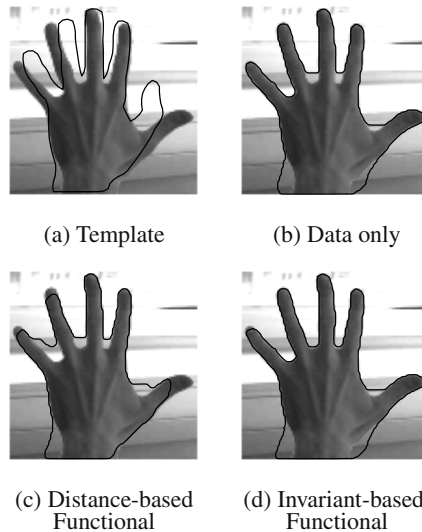 (a) Template
(b) Data only
(c) Distance-based
Functional
(d) Invariant-based
Functional